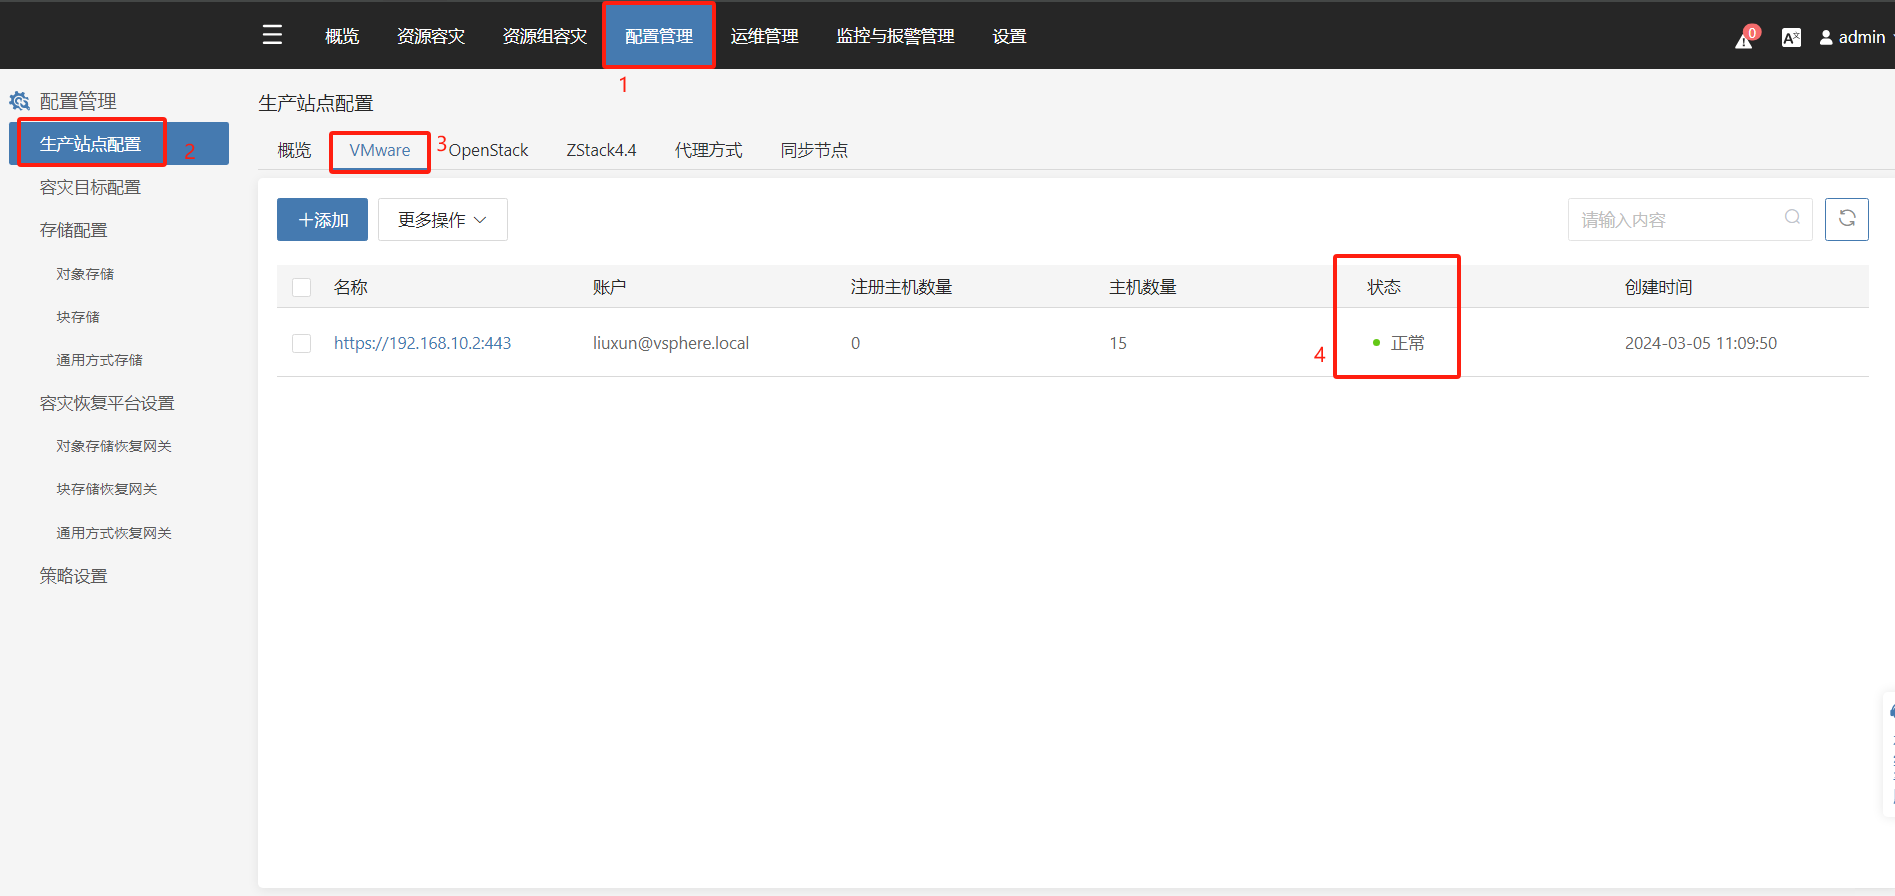 概览 资源容灾 资源组容灾 配置管理 运维管理 监控与报警管理 设置 0 A admin
1
配置管理
生产站点配置 2
容灾目标配置
存储配置
对象存储
块存储
通用方式存储
容灾恢复平台设置
对象存储恢复网关
块存储恢复网关
通用方式恢复网关
策略设置
生产站点配置
概览 VMware 3 OpenStack ZStack4.4 代理方式 同步节点
+添加 更多操作 请输入内容
名称 账户 注册主机数量 主机数量 状态 创建时间
https://192.168.10.2:443 liuxun@vsphere.local 0 15 正常 2024-03-05 11:09:50
4